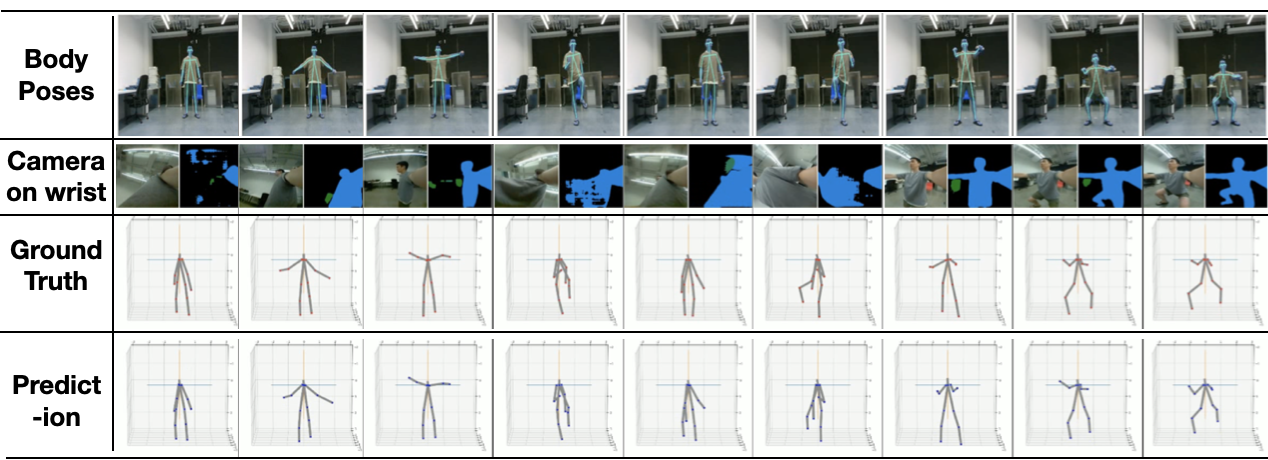 Body
Poses
Camera
on wrist
Ground
Truth
Predict
-ion